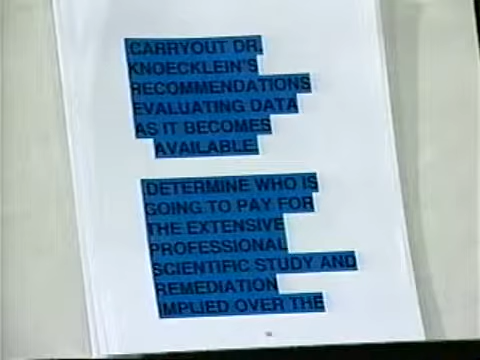 .CARRYOUT DR.
KNOECKLEIN'S
RECOMMENDATIONS
EVALUATING DATA
AS IT BECOMES
AVAILABLE.
.DETERMINE WHO IS
GOING TO PAY FOR
THE EXTENSIVE
PROFESSIONAL
SCIENTIFIC STUDY AND
REMEDIATION
IMPLIED OVER THE